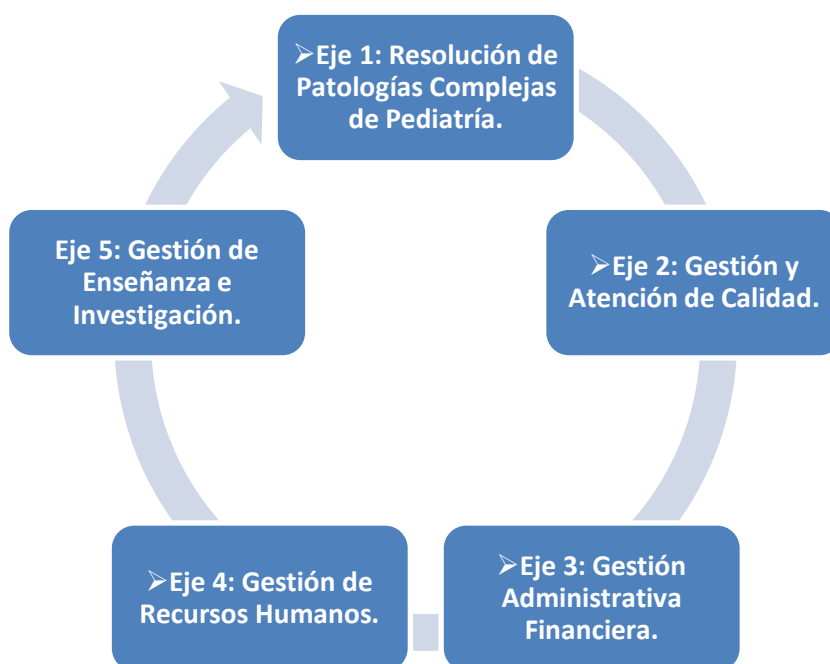 ➢Eje 1: Resolución de
Patologías Complejas
de Pediatría.
➢Eje 2: Gestión y
Atención de Calidad.
➢Eje 3: Gestión
Administrativa
Financiera.
➢Eje 4: Gestión de
Recursos Humanos.
Eje 5: Gestión de
Enseñanza e
Investigación.